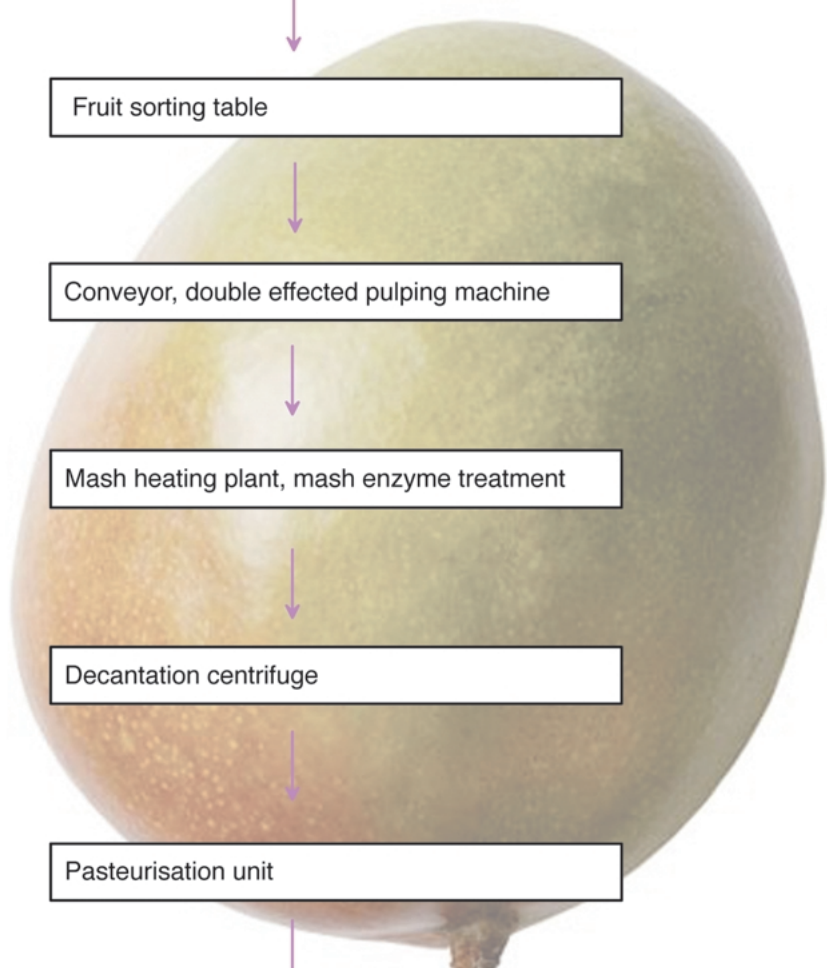 Fruit sorting table
Conveyor, double effected pulping machine
Mash heating plant, mash enzyme treatment
Decantation centrifuge
Pasteurisation unit